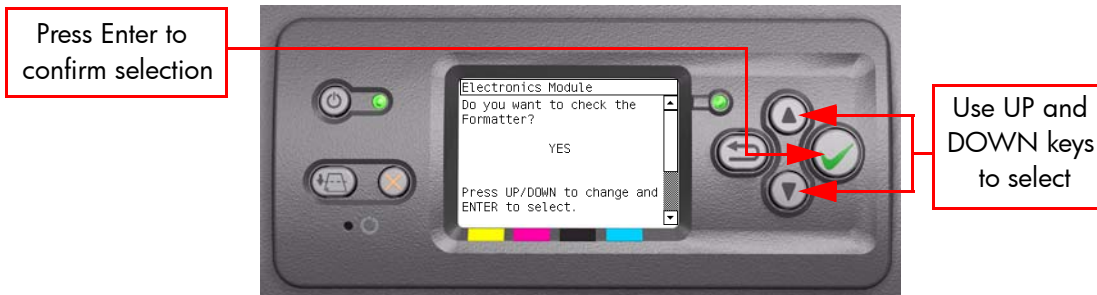 Press Enter to
confirm selection
Electronics Module
Do you want to check the
Formatter?
YES
Press UP/DOWN to change and
ENTER to select.
Use UP and
DOWN keys
to select